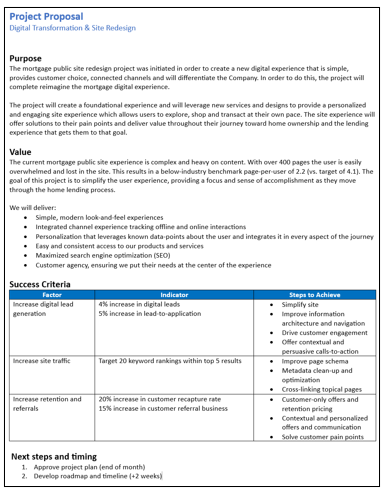 Project Proposal
Digital Transformation & Site Redesign
Purpose
The mortgage public site redesign project was initiated in order to create a new digital experience that is simple,
provides customer choice, connected channels and will differentiate the Company. In order to do this, the project will
complete reimagine the mortgage digital experience.
The project will create a foundational experience and will leverage new services and designs to provide a personalized
and engaging site experience which allows users to explore, shop and transact at their own pace. The site experience will
offer solutions to their pain points and deliver value throughout their journey toward home ownership and the lending
experience that gets them to that goal.
Value
The current mortgage public site experience is complex and heavy on content. With over 400 pages the user is easily
overwhelmed and lost in the site. This results in a below-industry benchmark page-per-user of 2.2 (vs. target of 4.1). The
goal of this project is to simplify the user experience, providing a focus and sense of accomplishment as they move
through the home lending process.
We will deliver:
• Simple, modern look-and-feel experiences
• Integrated channel experience tracking offline and online interactions
• Personalization that leverages known data-points about the user and integrates it in every aspect of the journey
• Easy and consistent access to our products and services
• Maximized search engine optimization (SEO)
• Customer agency, ensuring we put their needs at the center of the experience
Success Criteria
Factor Indicator Steps to Achieve
Increase digital lead
generation
4% increase in digital leads
5% increase in lead-to-application
• Simplify site
• Improve information
architecture and navigation
• Drive customer engagement
• Offer contextual and
persuasive calls-to-action
Increase site traffic
Target 20 keyword rankings within top 5 results
• Improve page schema
• Metadata clean-up and
optimization
• Cross-linking topical pages
Increase retention and
referrals
20% increase in customer recapture rate
15% increase in customer referral business
• Customer-only offers and
retention pricing
• Contextual and personalized
offers and communication
• Solve customer pain points
Next steps and timing
1. Approve project plan (end of month)
2. Develop roadmap and timeline (+2 weeks)